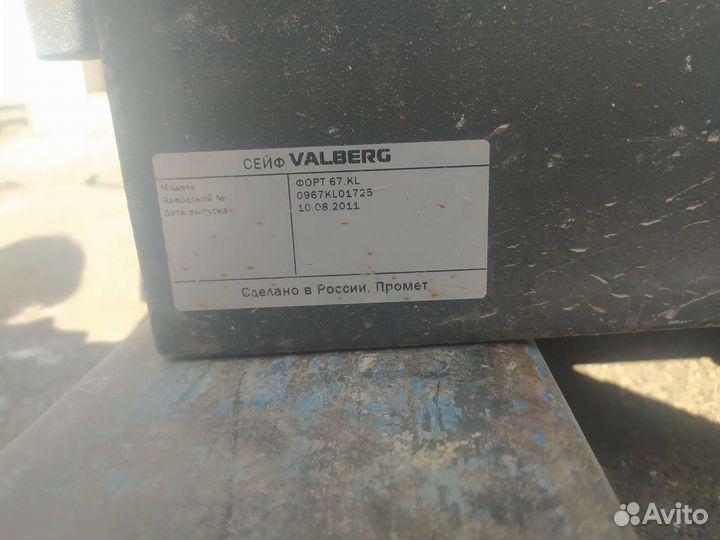 СЕЙФ VALBERG
Модель ФОРТ 67.KL
Заводской № 0967KL01725
Дата выпуска 10.08.2011
Сделано в России. Промет
Avito